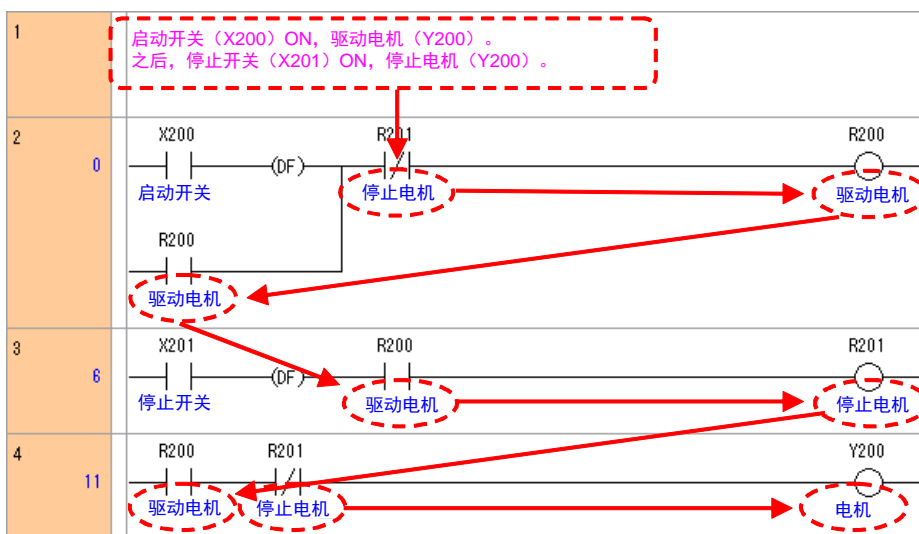 1
启动开关（X200）ON，驱动电机（Y200）。
之后，停止开关（X201）ON，停止电机（Y200）。
2
X200 R201 R200
0 (DF)
启动开关 停止电机 驱动电机
R200
驱动电机
3
X201 R200 R201
6 (DF)
停止开关 驱动电机 停止电机
4
R200 R201 Y200
11
驱动电机 停止电机 电机